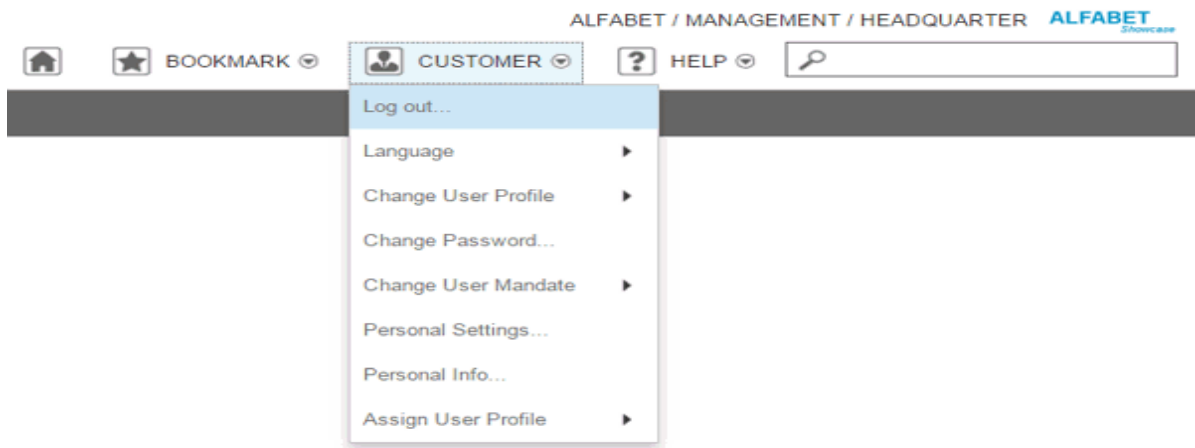 ALFABET / MANAGEMENT / HEADQUARTER ALFABET
Showcase
BOOKMARK CUSTOMER ? HELP
Log out...
Language
Change User Profile
Change Password...
Change User Mandate
Personal Settings...
Personal Info...
Assign User Profile